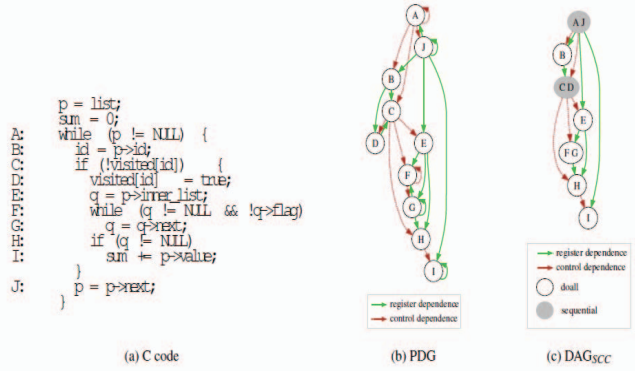 p = list;
sum = 0;
A: while (p != NULL) {
B: id = p->id;
C: if (!visited[id]) {
D: visited[id] = true;
E: q = p->inner_list;
F: while (q != NULL && !q->flag)
G: q = q->next;
H: if (q != NULL)
I: sum += p->value;
}
J: p = p->next;
}
(a) C code
A
J
B
C
D
E
F
G
H
I
register dependence
control dependence
(b) PDG
A J
B
C D
E
F G
H
I
register dependence
control dependence
doall
sequential
(c) DAGSCC